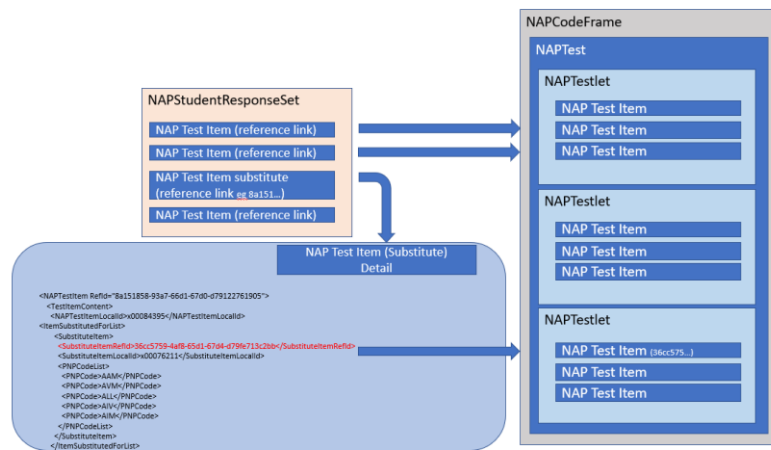 NAPCodeFrame
NAPTest
NAPTestlet
NAP Test Item
NAP Test Item
NAP Test Item
NAPTestlet
NAP Test Item
NAP Test Item
NAP Test Item
NAPTestlet
NAP Test Item (36cc575...)
NAP Test Item
NAP Test Item
NAPStudentResponseSet
NAP Test Item (reference link)
NAP Test Item (reference link)
NAP Test Item substitute
(reference link eg 8a151...)
NAP Test Item (reference link)
NAP Test Item (Substitute)
Detail
<NAPTestItem RefId="8a151858-93a7-66d1-67d0-d79122761905">
<TestItemContent>
<NAPTestItemLocalId>x00084395</NAPTestItemLocalId>
<ItemSubstitutedForList>
<SubstituteItem>
<SubstituteItemRefId>36cc5759-4af8-65d1-67d4-d79fe713c2bb</SubstituteItemRefId>
<SubstituteItemLocalId>x00076211</SubstituteItemLocalId>
<PNPCodeList>
<PNPCode>AAM</PNPCode>
<PNPCode>AVM</PNPCode>
<PNPCode>ALL</PNPCode>
<PNPCode>AIV</PNPCode>
<PNPCode>AIM</PNPCode>
</PNPCodeList>
</SubstituteItem>
</ItemSubstitutedForList>